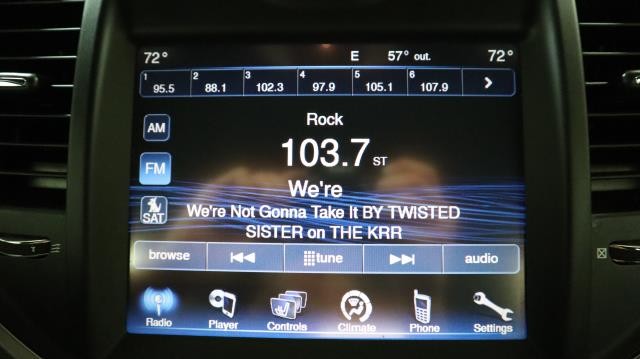 72° E 57° out. 72°
1 2 3 4 5 6
95.5 88.1 102.3 97.9 105.1 107.9
Rock
AM
103.7 ST
FM
We're
We're Not Gonna Take It BY TWISTED
SAT
SISTER on THE KRR
browse tune audio
Radio Player Controls Climate Phone Settings